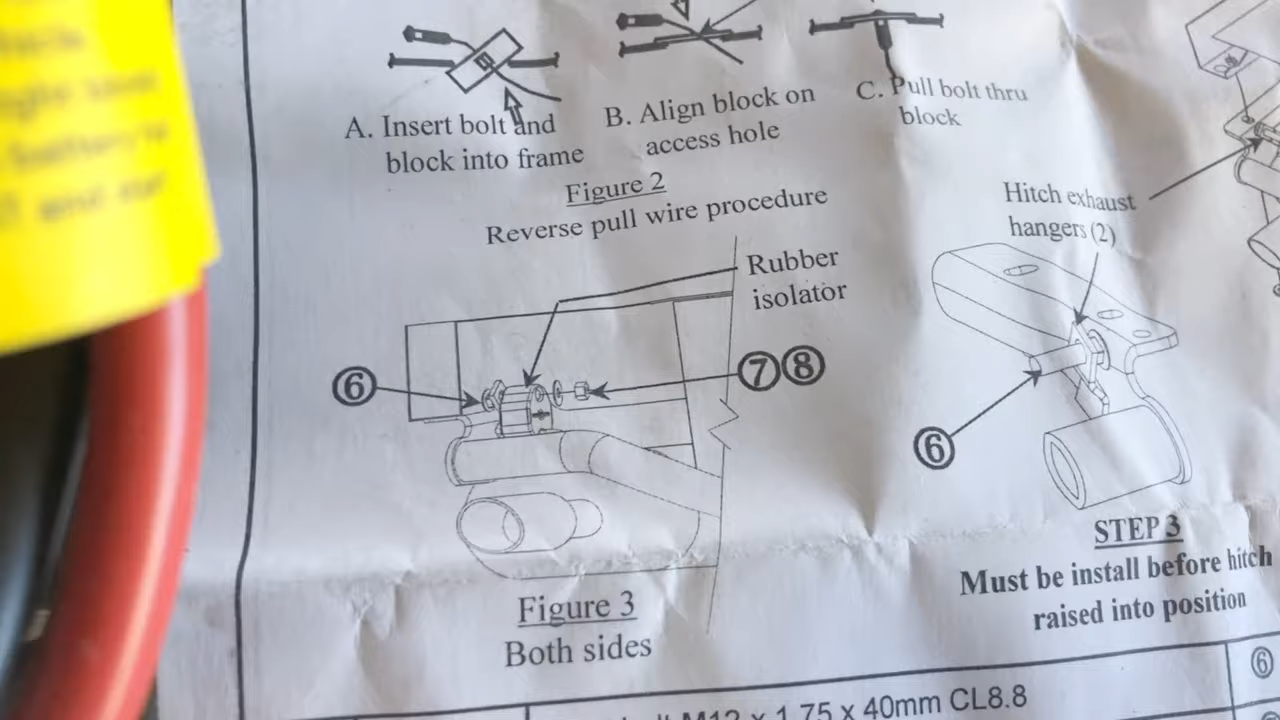 A. Insert bolt and
block into frame
B. Align block on
access hole
C. Pull bolt thru
block
Figure 2
Reverse pull wire procedure
Rubber
isolator
Hitch exhaust
hangers (2)
⑥
⑦⑧
⑥
STEP 3
Must be install before hitch
raised into position
Figure 3
Both sides
⑥
M12 x 1.75 x 40mm CL8.8